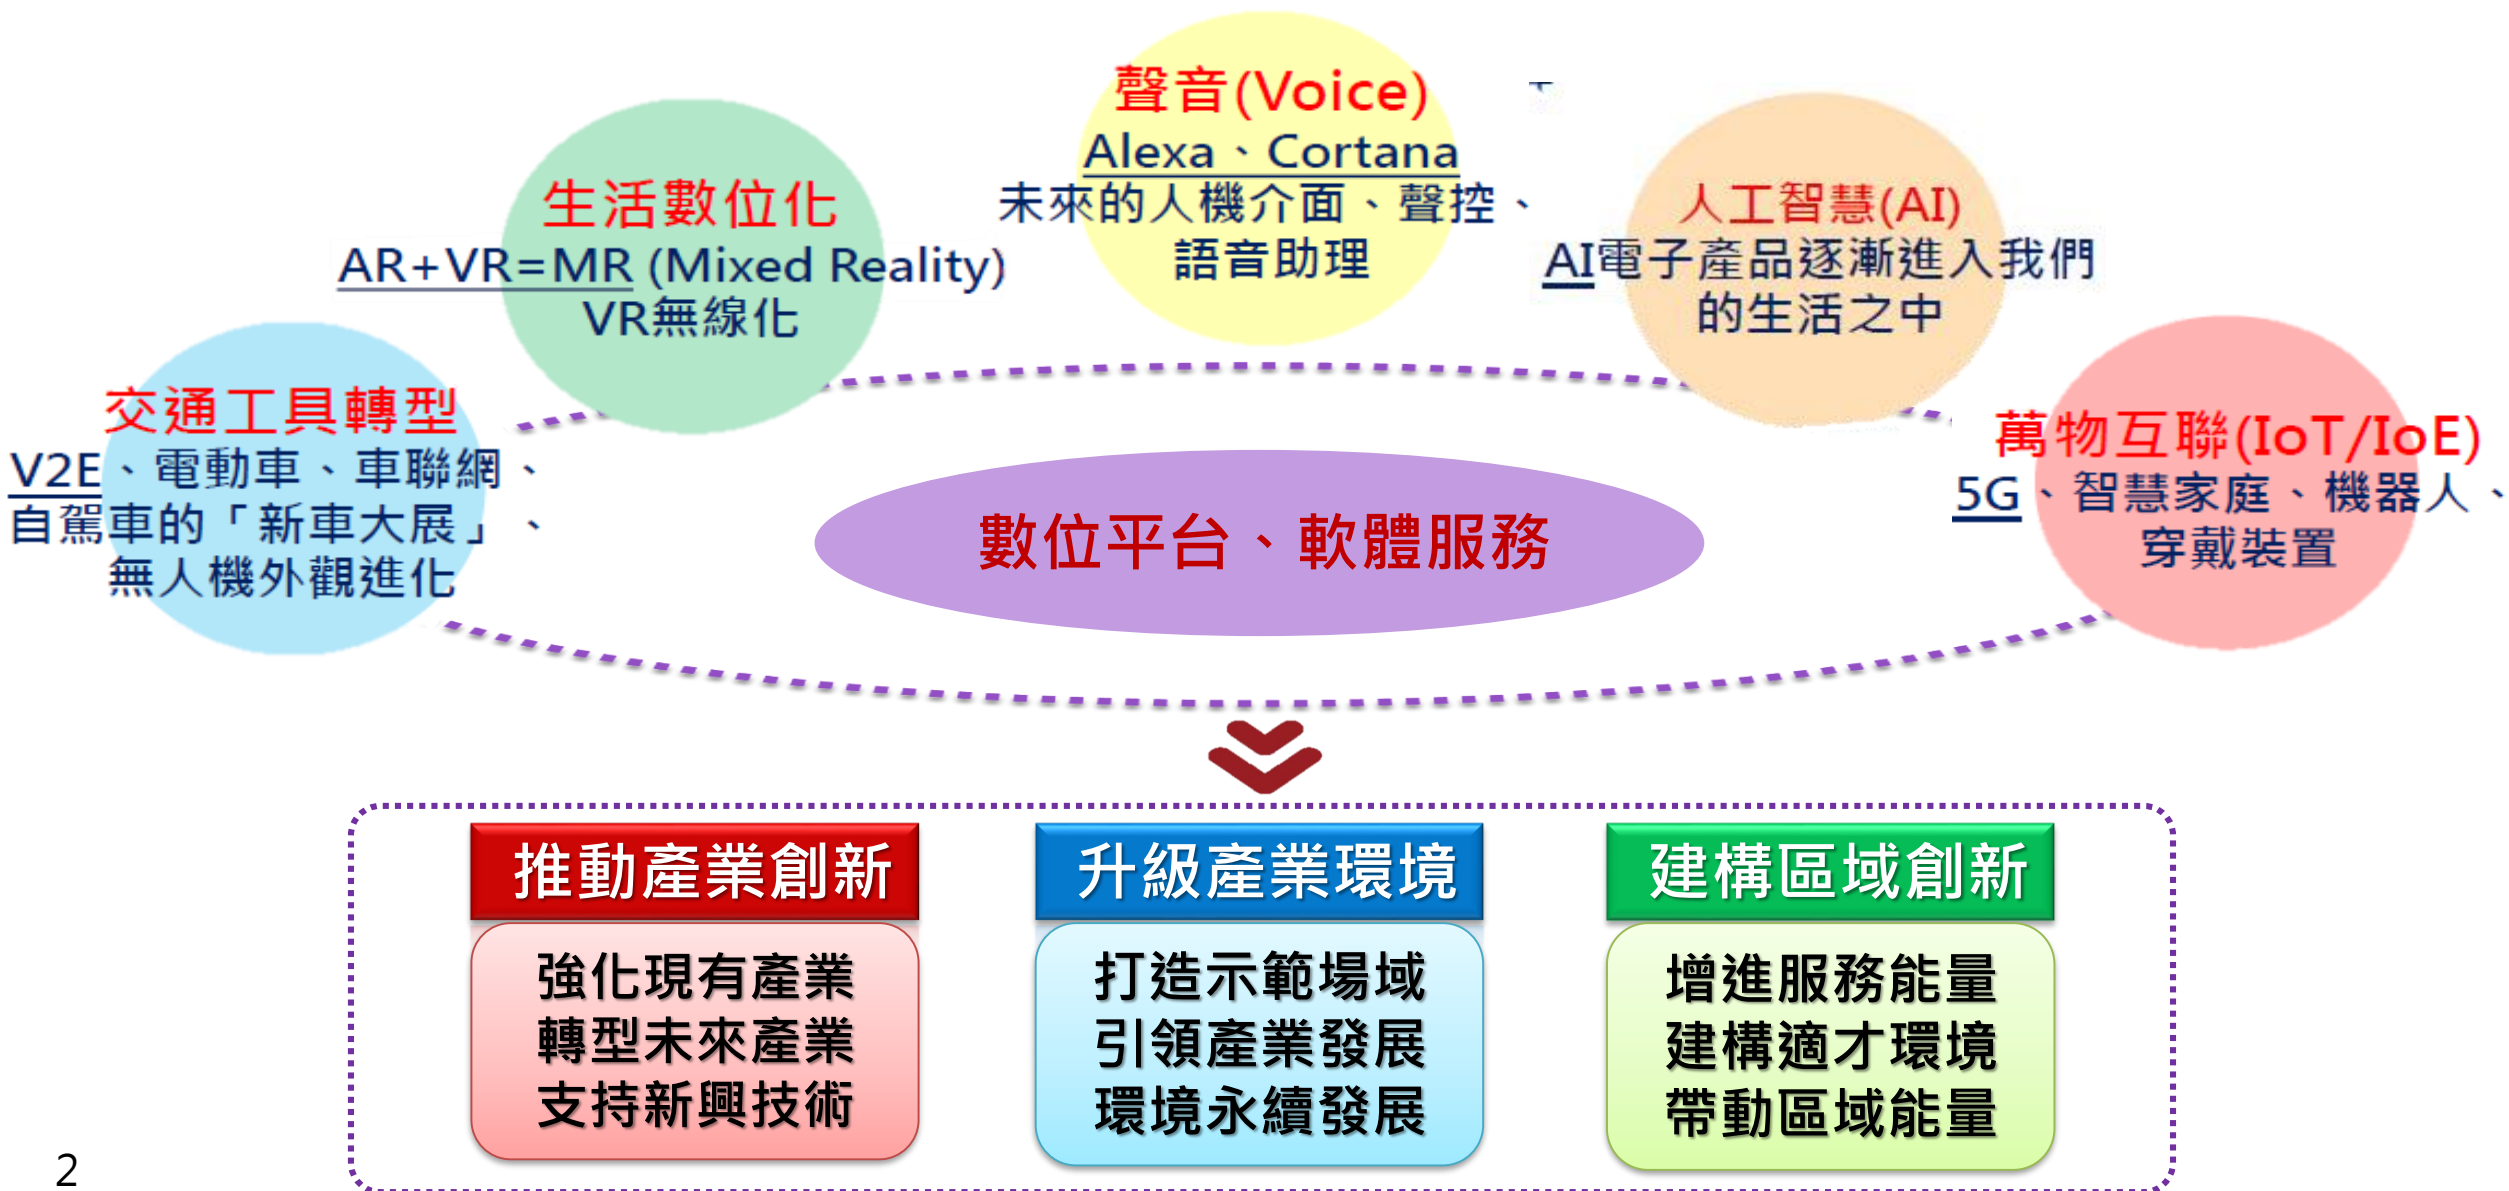 聲音(Voice)
Alexa、Cortana
未來的人機介面、聲控、
語音助理
生活數位化
AR+VR=MR (Mixed Reality)
VR無線化
人工智慧(AI)
AI電子產品逐漸進入我們
的生活之中
交通工具轉型
V2E、電動車、車聯網、
自駕車的「新車大展」、
無人機外觀進化
萬物互聯(IoT/IoE)
5G、智慧家庭、機器人、
穿戴裝置
數位平台、軟體服務
推動產業創新
強化現有產業
轉型未來產業
支持新興技術
升級產業環境
打造示範場域
引領產業發展
環境永續發展
建構區域創新
增進服務能量
建構適才環境
帶動區域能量
2